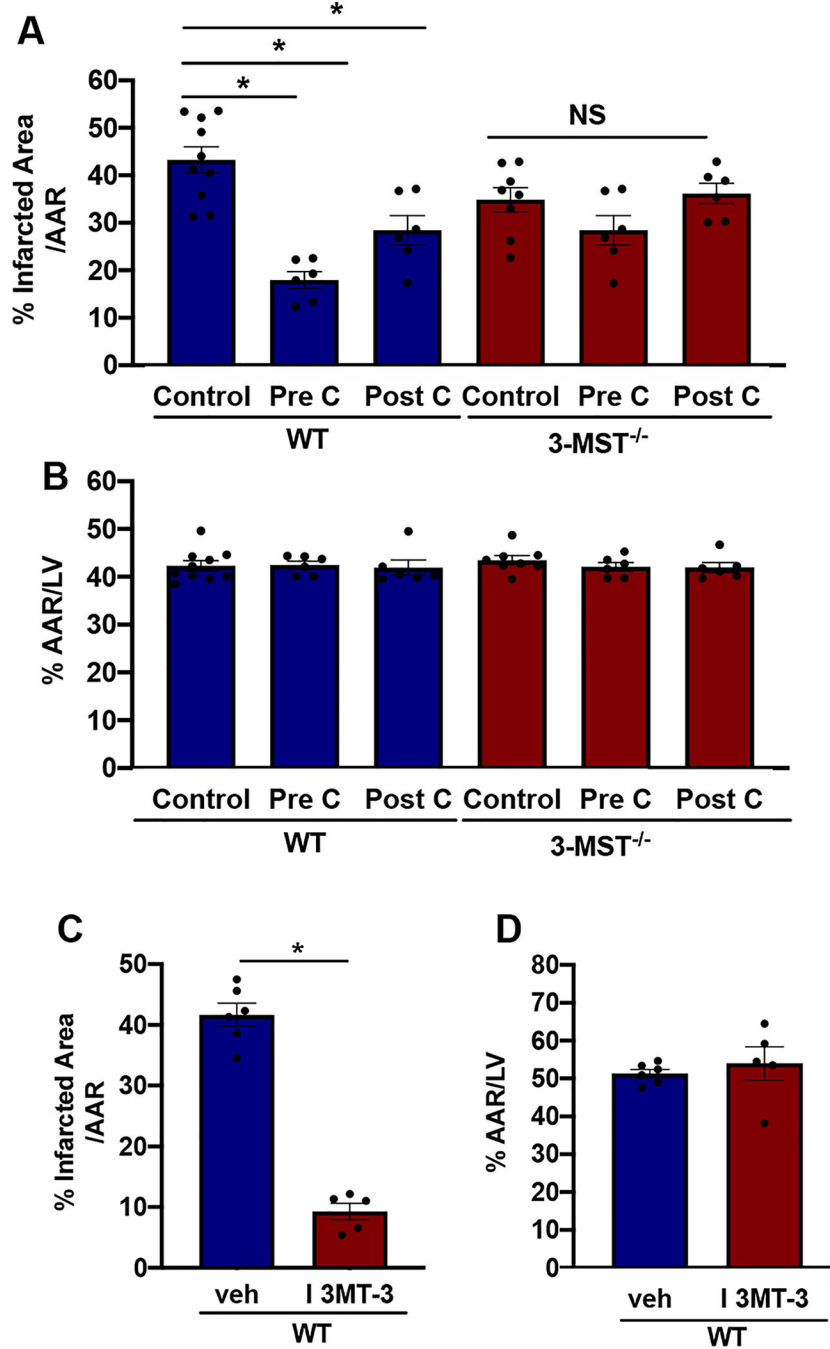 A
*
*
*
NS
% Infarcted Area
/AAR
60
50
40
30
20
10
0
Control Pre C Post C Control Pre C Post C
WT
3-MST-/-
B
% AAR/LV
60
50
40
30
20
10
0
Control Pre C Post C Control Pre C Post C
WT
3-MST-/-
C
*
% Infarcted Area
/AAR
50
40
30
20
10
0
veh I 3MT-3
WT
D
% AAR/LV
80
70
60
50
40
30
20
10
0
veh I 3MT-3
WT